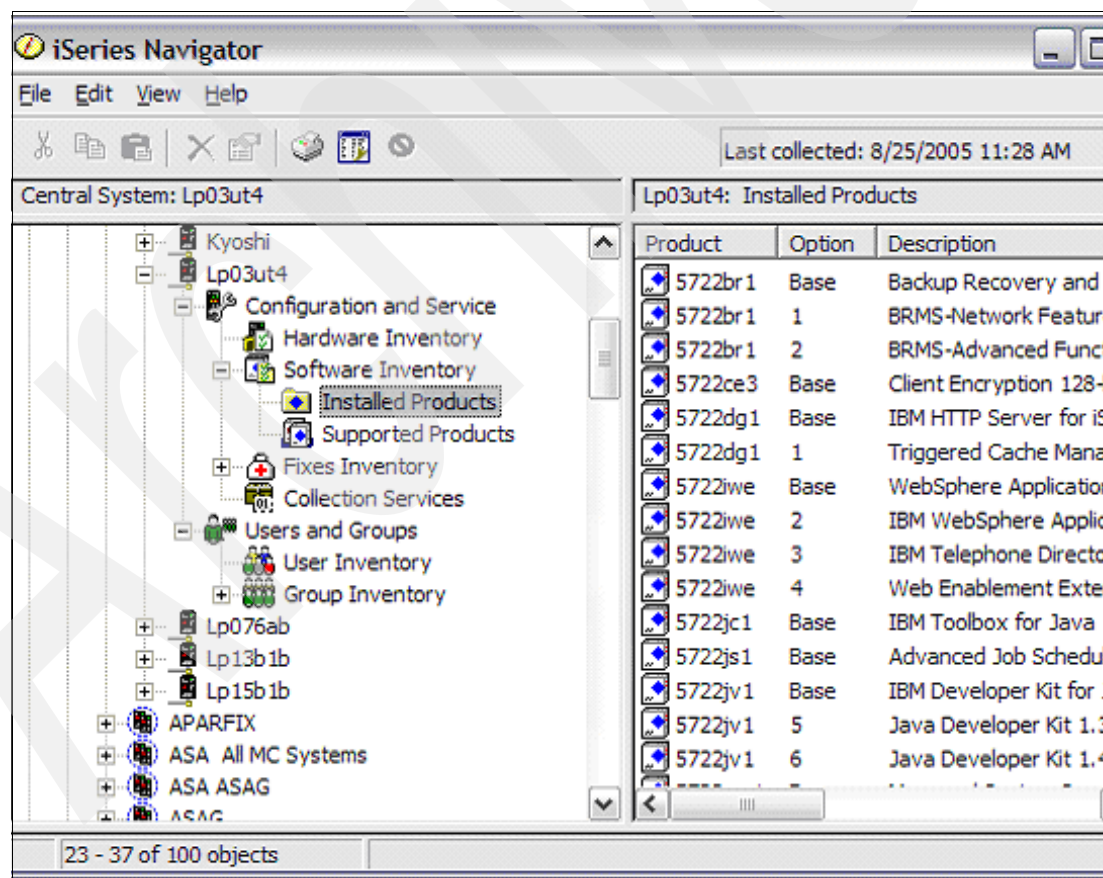 iSeries Navigator
File Edit View Help
Last collected: 8/25/2005 11:28 AM
Central System: Lp03ut4
Kyoshi
Lp03ut4
Configuration and Service
Hardware Inventory
Software Inventory
Installed Products
Supported Products
Fixes Inventory
Collection Services
Users and Groups
User Inventory
Group Inventory
Lp076ab
Lp13b1b
Lp15b1b
APARFIX
ASA All MC Systems
ASA ASAG
ASAG
Lp03ut4: Installed Products
Product Option Description
5722br1 Base Backup Recovery and
5722br1 1 BRMS-Network Featur
5722br1 2 BRMS-Advanced Func
5722ce3 Base Client Encryption 128-
5722dg1 Base IBM HTTP Server for iS
5722dg1 1 Triggered Cache Mana
5722iwe Base WebSphere Application
5722iwe 2 IBM WebSphere Applic
5722iwe 3 IBM Telephone Directo
5722iwe 4 Web Enablement Exte
5722jc1 Base IBM Toolbox for Java
5722js1 Base Advanced Job Schedul
5722jv1 Base IBM Developer Kit for
5722jv1 5 Java Developer Kit 1.3
5722jv1 6 Java Developer Kit 1.4
23 - 37 of 100 objects